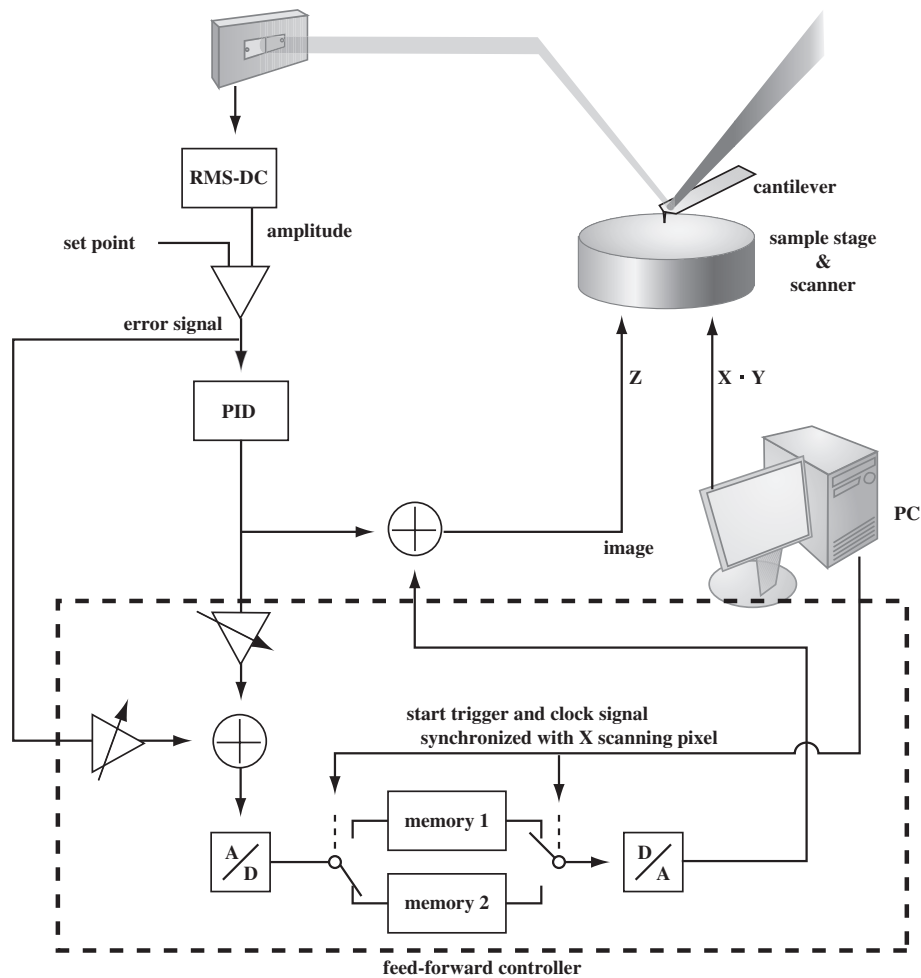 RMS-DC
amplitude
set point
error signal
PID
cantilever
sample stage
&
scanner
Z
X · Y
PC
image
start trigger and clock signal
synchronized with X scanning pixel
memory 1
memory 2
A
D
D
A
feed-forward controller